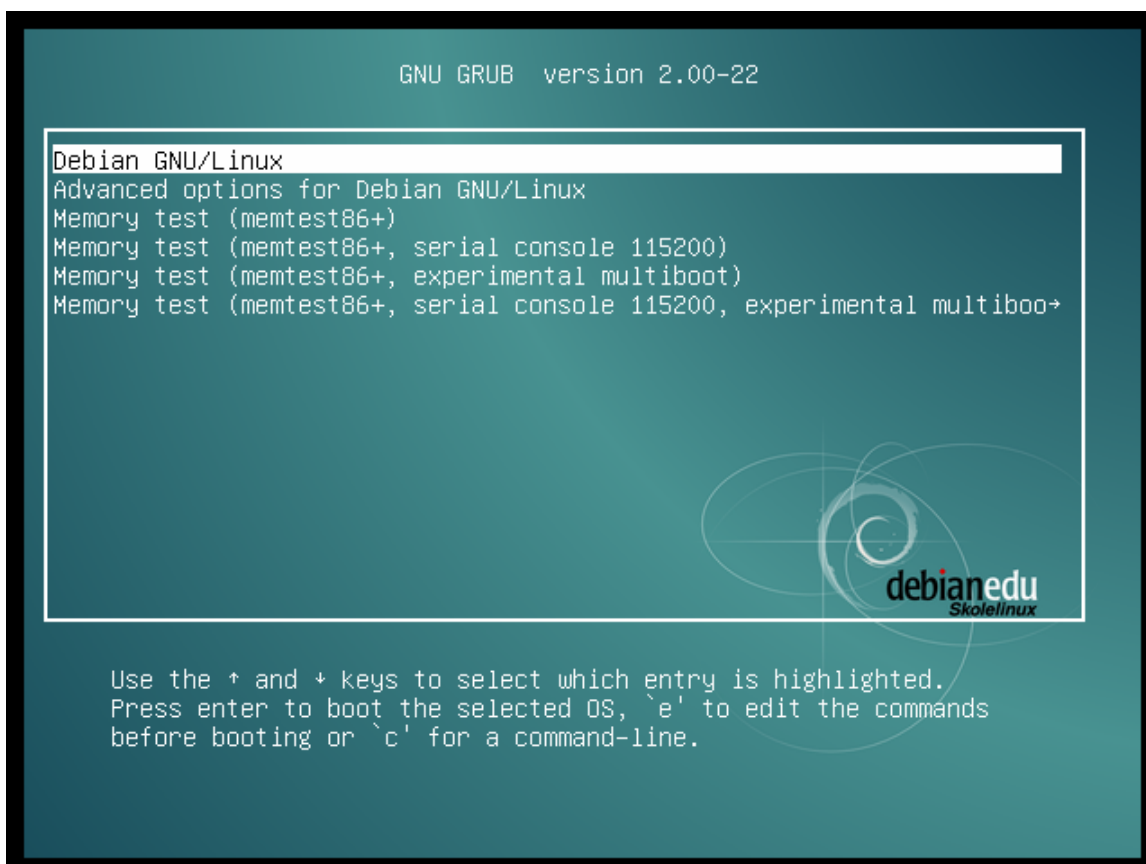 GNU GRUB  version 2.00-22
Debian GNU/Linux
Advanced options for Debian GNU/Linux
Memory test (memtest86+)
Memory test (memtest86+, serial console 115200)
Memory test (memtest86+, experimental multiboot)
Memory test (memtest86+, serial console 115200, experimental multiboo→
debianedu
Skolelinux
Use the ↑ and ↓ keys to select which entry is highlighted.
Press enter to boot the selected OS, `e' to edit the commands
before booting or `c' for a command-line.